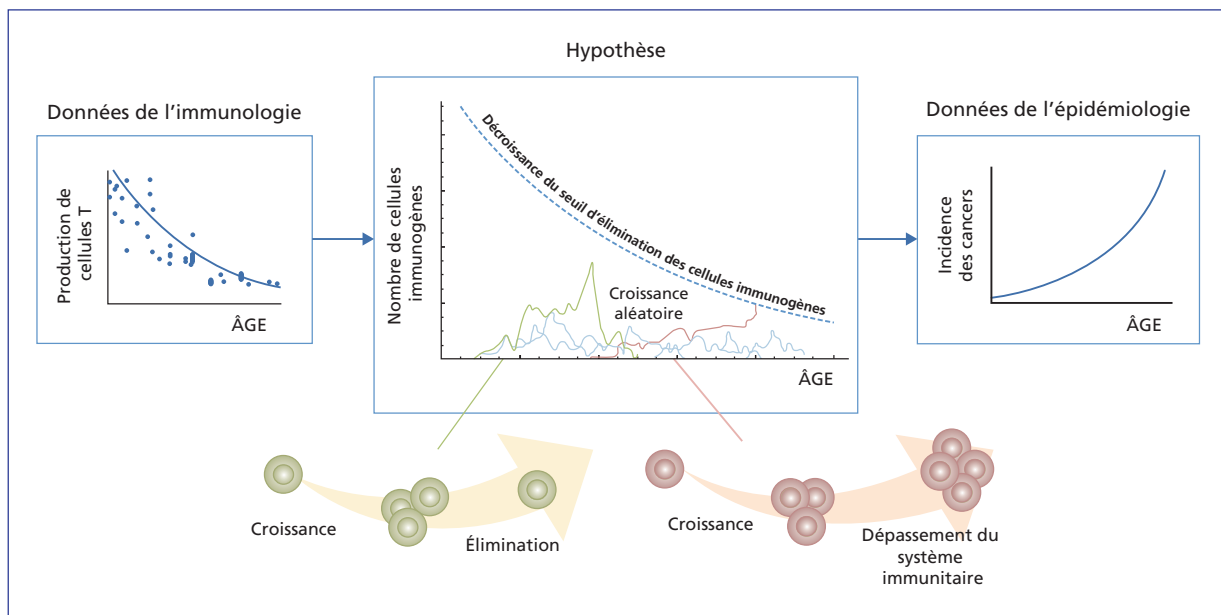 Hypothèse
Données de l'immunologie
Données de l'épidémiologie
Production de
cellules T
ÂGE
Nombre de cellules
immunogènes
Décroissance du seuil d'élimination des cellules immunogènes
Croissance
aléatoire
ÂGE
Incidence
des cancers
ÂGE
Croissance
Élimination
Croissance
Dépassement du
système
immunitaire